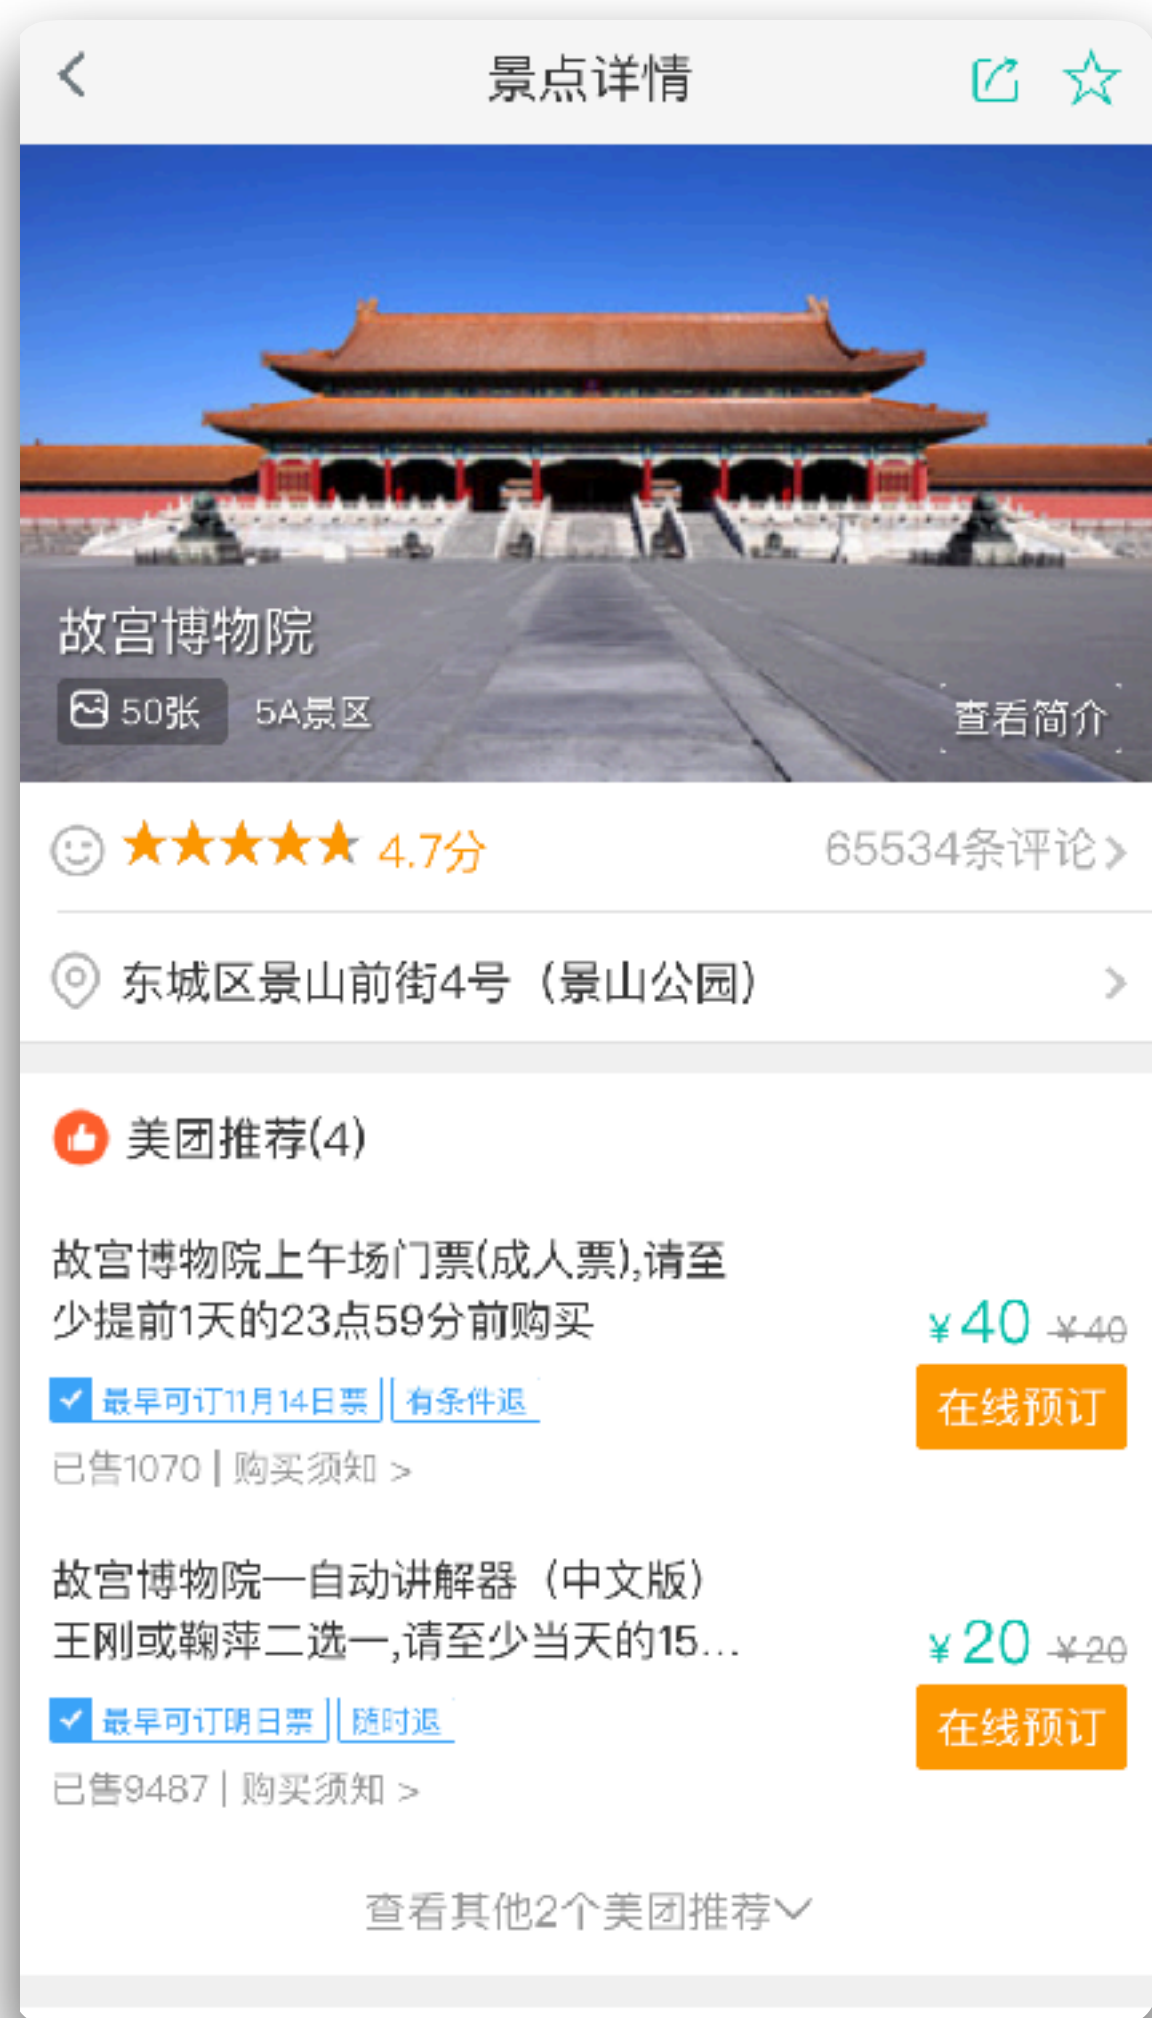 景点详情
故宫博物院
50张 5A景区
查看简介
4.7分 65534条评论
东城区景山前街4号（景山公园）
美团推荐(4)
故宫博物院上午场门票(成人票),请至
少提前1天的23点59分前购买
¥40 ¥40
最早可订11月14日票 有条件退
在线预订
已售1070 | 购买须知 >
故宫博物院—自动讲解器（中文版）
王刚或鞠萍二选一,请至少当天的15...
¥20 ¥20
最早可订明日票 随时退
在线预订
已售9487 | 购买须知 >
查看其他2个美团推荐